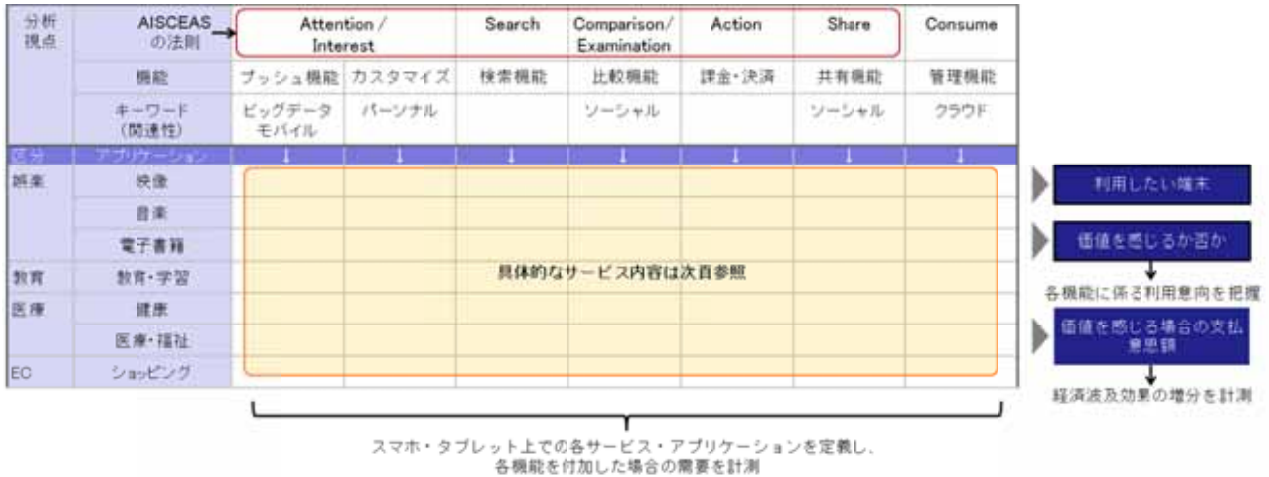 分析
視点
AISCEAS
の法則
Attention /
Interest
Search
Comparison/
Examination
Action
Share
Consume
機能
プッシュ機能
カスタマイズ
検索機能
比較機能
課金・決済
共有機能
管理機能
キーワード
(関連性)
ビッグデータ
モバイル
パーソナル
ソーシャル
ソーシャル
クラウド
区分
アプリケーション
↓ ↓ ↓ ↓ ↓ ↓ ↓
娯楽
映像
音楽
電子書籍
教育
教育・学習
医療
健康
医療・福祉
EC
ショッピング
具体的なサービス内容は次頁参照
利用したい端末
価値を感じるか否か
各機能に係る利用意向を把握
価値を感じる場合の支払
意思額
経済波及効果の増分を計測
スマホ・タブレット上での各サービス・アプリケーションを定義し、
各機能を付加した場合の需要を計測